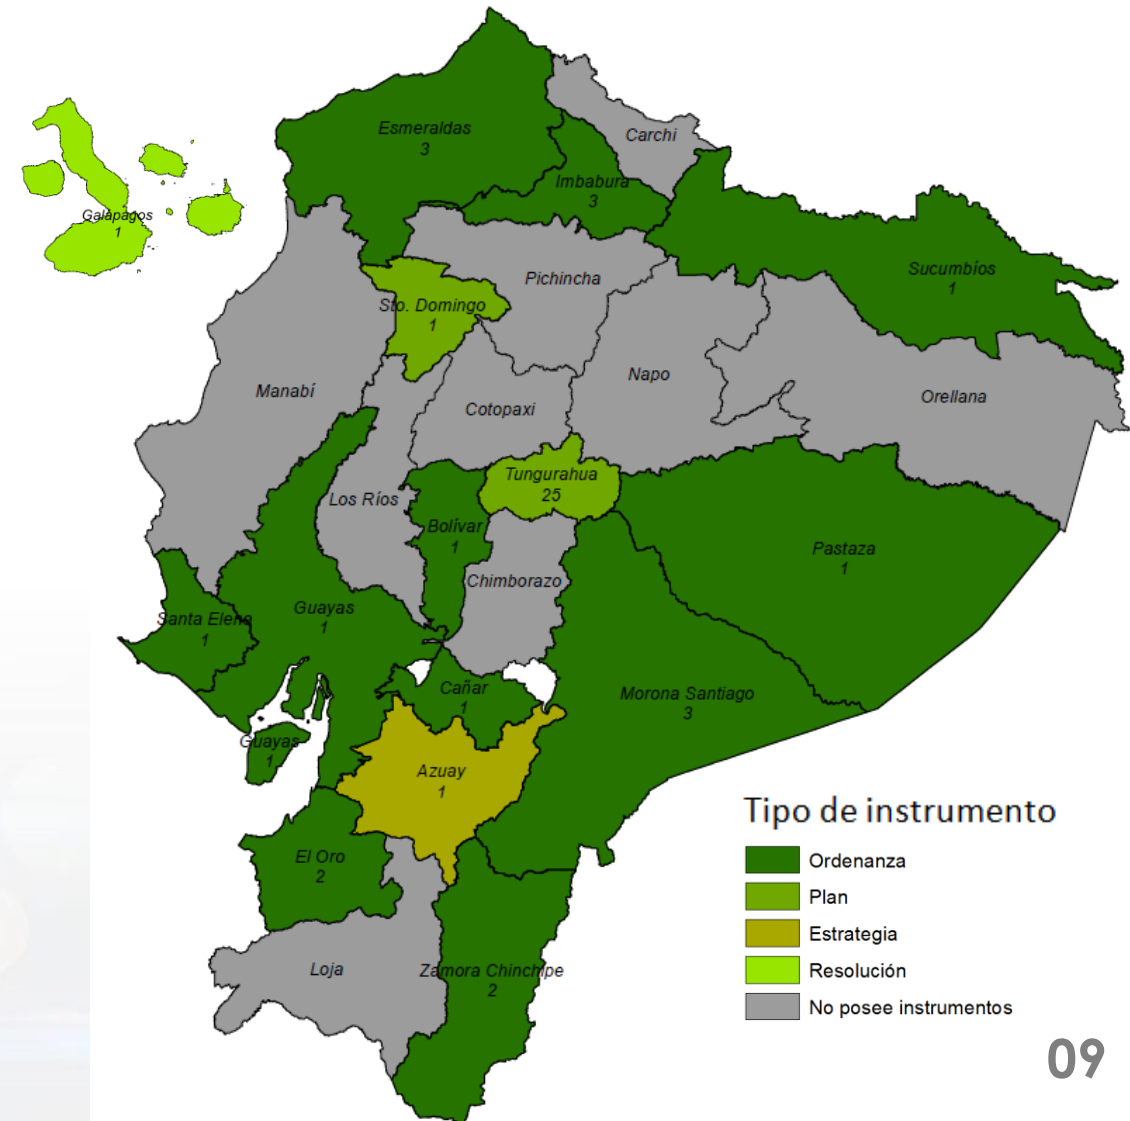 Esmeraldas
3
Carchi
Imbabura
3
Galápagos
1
Sucumbíos
1
Pichincha
Sto. Domingo
1
Napo
Manabí
Orellana
Cotopaxi
Tungurahua
25
Los Ríos
Bolívar
1
Pastaza
1
Chimborazo
Guayas
1
Santa Elena
1
Cañar
1
Morona Santiago
3
Guayas
1
Azuay
1
El Oro
2
Loja
Zamora Chinchipe
2
Tipo de instrumento
Ordenanza
Plan
Estrategia
Resolución
No posee instrumentos
09